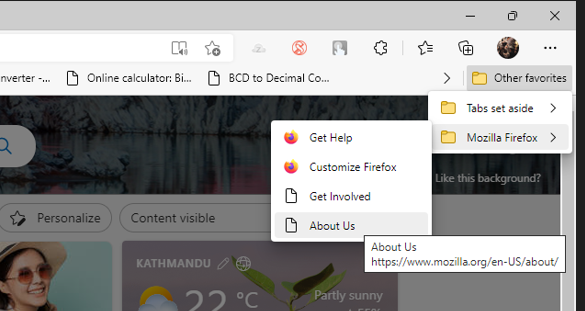 nverter -...
Online calculator: Bi...
BCD to Decimal Co...
Other favorites
Tabs set aside
Mozilla Firefox
Get Help
Customize Firefox
Get Involved
About Us
Like this background?
Personalize
Content visible
About Us
https://www.mozilla.org/en-US/about/
KATHMANDU
22 °C
Partly sunny